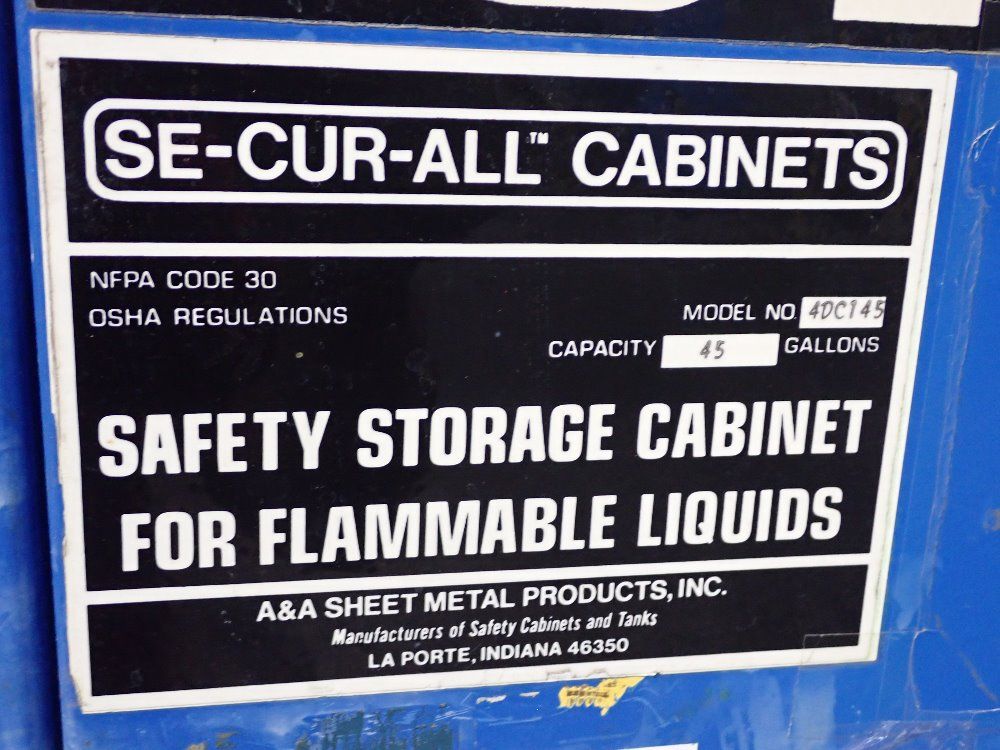 SE-CUR-ALL™ CABINETS
NFPA CODE 30
OSHA REGULATIONS
MODEL NO. 4DC145
CAPACITY 45 GALLONS
SAFETY STORAGE CABINET
FOR FLAMMABLE LIQUIDS
A&A SHEET METAL PRODUCTS, INC.
Manufacturers of Safety Cabinets and Tanks
LA PORTE, INDIANA 46350